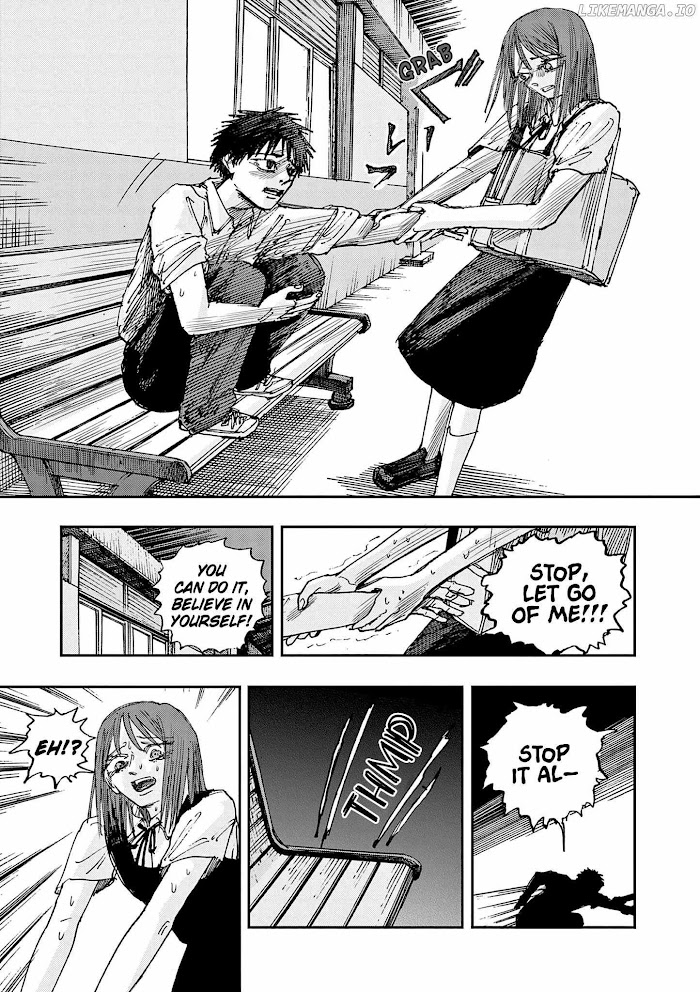 LIKEMANGA.IO
GRAB
STOP,
LET GO
OF ME!!!
YOU
CAN DO IT,
BELIEVE IN
YOURSELF!
STOP
IT AL–
THMP
EH!?